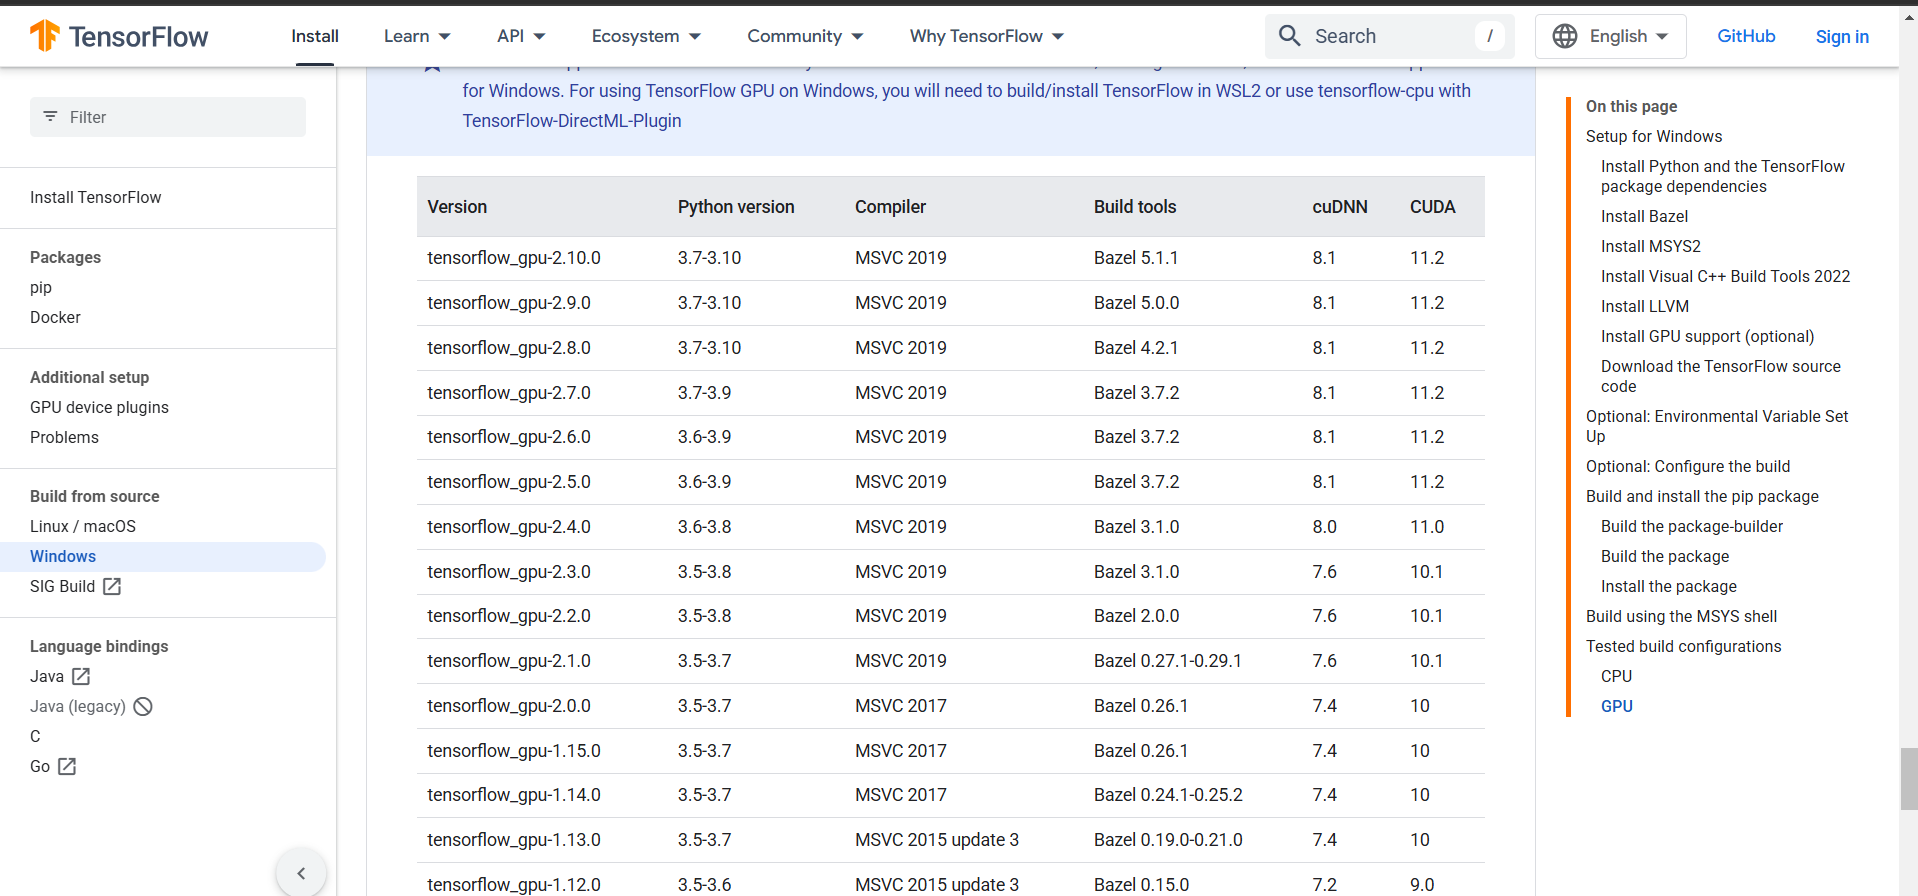 TensorFlow
Install
Learn
API
Ecosystem
Community
Why TensorFlow
Search
/
English
GitHub
Sign in
Filter
Install TensorFlow
Packages
pip
Docker
Additional setup
GPU device plugins
Problems
Build from source
Linux / macOS
Windows
SIG Build
Language bindings
Java
Java (legacy)
C
Go
for Windows. For using TensorFlow GPU on Windows, you will need to build/install TensorFlow in WSL2 or use tensorflow-cpu with
TensorFlow-DirectML-Plugin
Version Python version Compiler Build tools cuDNN CUDA
tensorflow_gpu-2.10.0 3.7-3.10 MSVC 2019 Bazel 5.1.1 8.1 11.2
tensorflow_gpu-2.9.0 3.7-3.10 MSVC 2019 Bazel 5.0.0 8.1 11.2
tensorflow_gpu-2.8.0 3.7-3.10 MSVC 2019 Bazel 4.2.1 8.1 11.2
tensorflow_gpu-2.7.0 3.7-3.9 MSVC 2019 Bazel 3.7.2 8.1 11.2
tensorflow_gpu-2.6.0 3.6-3.9 MSVC 2019 Bazel 3.7.2 8.1 11.2
tensorflow_gpu-2.5.0 3.6-3.9 MSVC 2019 Bazel 3.7.2 8.1 11.2
tensorflow_gpu-2.4.0 3.6-3.8 MSVC 2019 Bazel 3.1.0 8.0 11.0
tensorflow_gpu-2.3.0 3.5-3.8 MSVC 2019 Bazel 3.1.0 7.6 10.1
tensorflow_gpu-2.2.0 3.5-3.8 MSVC 2019 Bazel 2.0.0 7.6 10.1
tensorflow_gpu-2.1.0 3.5-3.7 MSVC 2019 Bazel 0.27.1-0.29.1 7.6 10.1
tensorflow_gpu-2.0.0 3.5-3.7 MSVC 2017 Bazel 0.26.1 7.4 10
tensorflow_gpu-1.15.0 3.5-3.7 MSVC 2017 Bazel 0.26.1 7.4 10
tensorflow_gpu-1.14.0 3.5-3.7 MSVC 2017 Bazel 0.24.1-0.25.2 7.4 10
tensorflow_gpu-1.13.0 3.5-3.7 MSVC 2015 update 3 Bazel 0.19.0-0.21.0 7.4 10
tensorflow_gpu-1.12.0 3.5-3.6 MSVC 2015 update 3 Bazel 0.15.0 7.2 9.0
On this page
Setup for Windows
Install Python and the TensorFlow
package dependencies
Install Bazel
Install MSYS2
Install Visual C++ Build Tools 2022
Install LLVM
Install GPU support (optional)
Download the TensorFlow source
code
Optional: Environmental Variable Set
Up
Optional: Configure the build
Build and install the pip package
Build the package-builder
Build the package
Install the package
Build using the MSYS shell
Tested build configurations
CPU
GPU